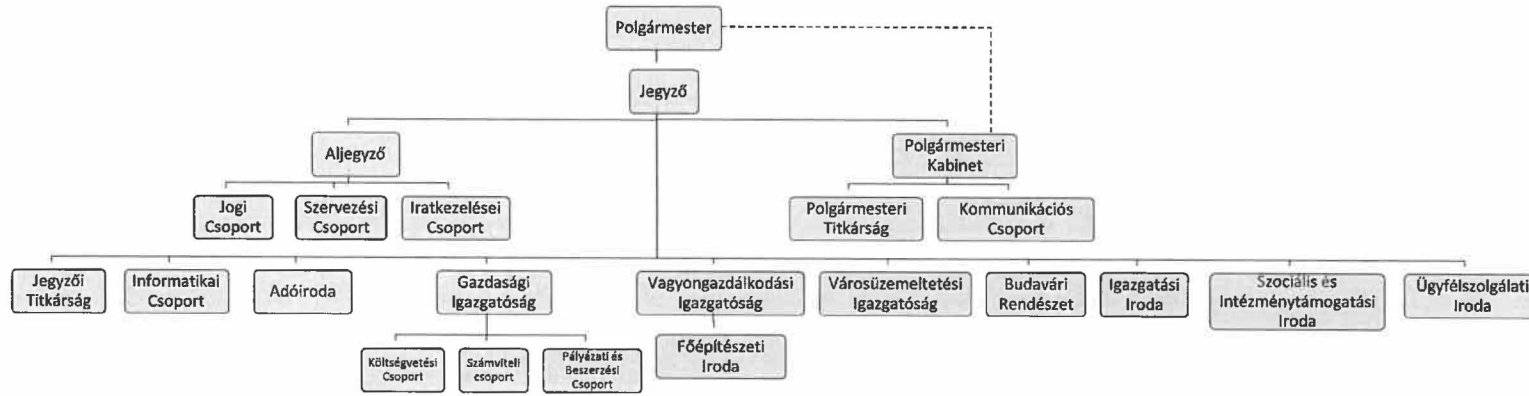 Polgármester
Jegyző
Aljegyző
Polgármesteri
Kabinet
Jogi
Csoport
Szervezési
Csoport
Iratkezelései
Csoport
Polgármesteri
Titkárság
Kommunikációs
Csoport
Jegyzői
Titkárság
Informatikai
Csoport
Adóiroda
Gazdasági
Igazgatóság
Vagyongazdálkodási
Igazgatóság
Városüzemeltetési
Igazgatóság
Budavári
Rendészet
Igazgatási
Iroda
Szociális és
Intézménytámogatási
Iroda
Ügyfélszolgálati
Iroda
Költségvetési
Csoport
Számviteli
csoport
Pályázati és
Beszerzési
Csoport
Főépítészeti
Iroda